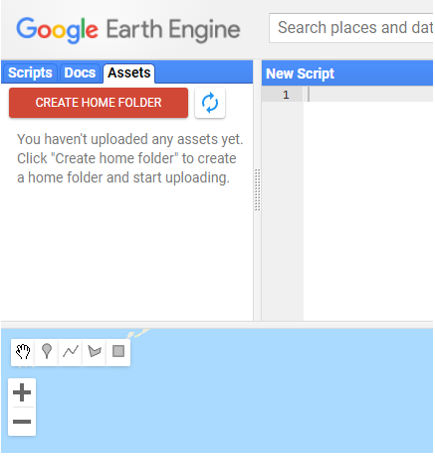 Google Earth Engine
Search places and dat
Scripts Docs Assets
New Script
CREATE HOME FOLDER
1
You haven't uploaded any assets yet.
Click "Create home folder" to create
a home folder and start uploading.